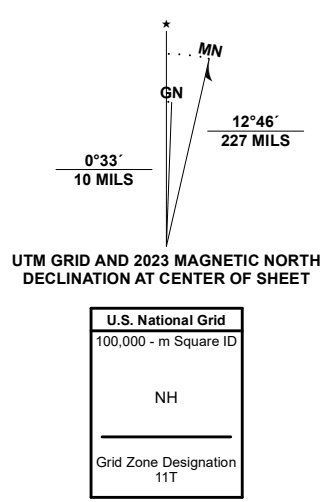 MN
GN
12°46´
227 MILS
0°33´
10 MILS
UTM GRID AND 2023 MAGNETIC NORTH
DECLINATION AT CENTER OF SHEET
U.S. National Grid
100,000 - m Square ID
NH
Grid Zone Designation
11T